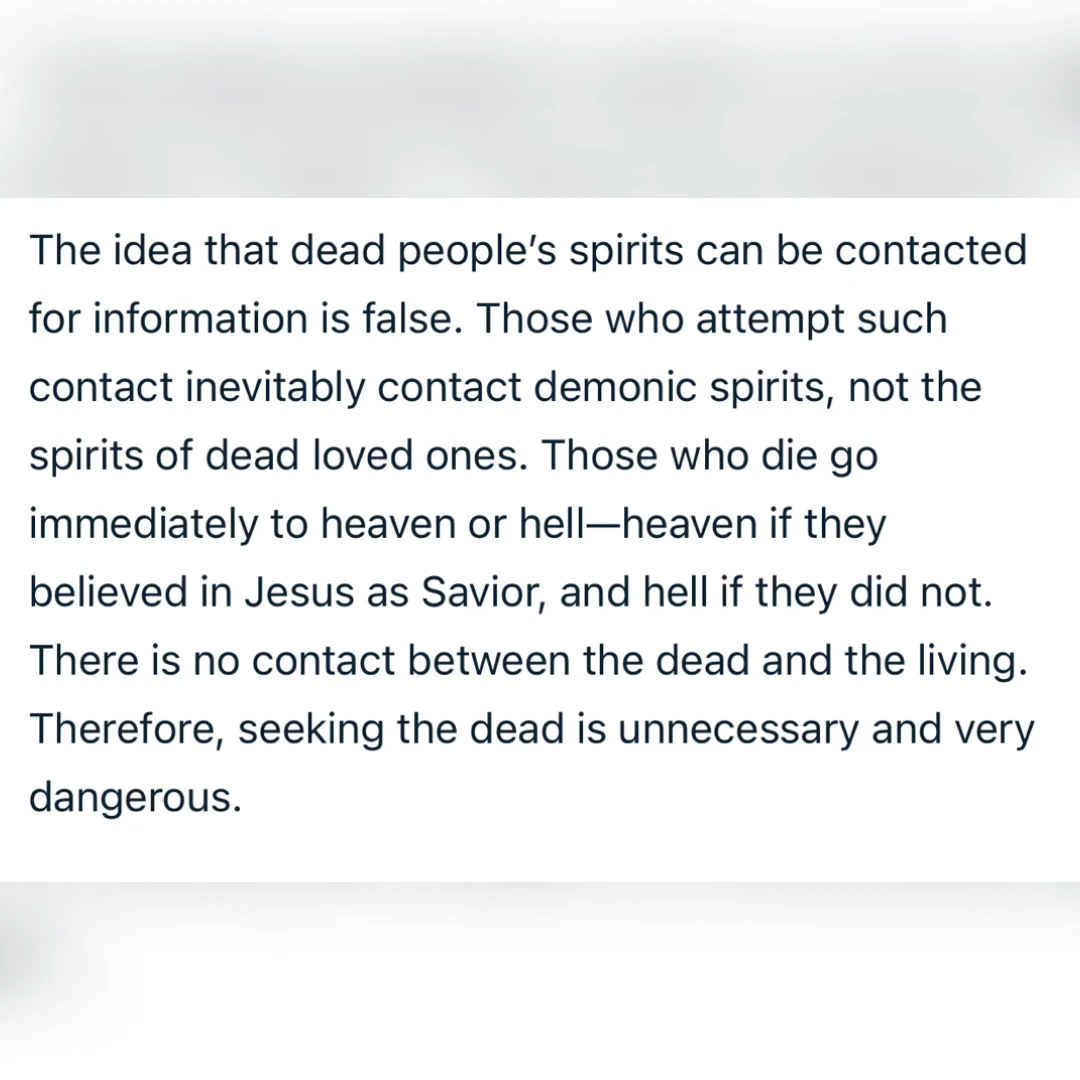 The idea that dead people’s spirits can be contacted
for information is false. Those who attempt such
contact inevitably contact demonic spirits, not the
spirits of dead loved ones. Those who die go
immediately to heaven or hell—heaven if they
believed in Jesus as Savior, and hell if they did not.
There is no contact between the dead and the living.
Therefore, seeking the dead is unnecessary and very
dangerous.